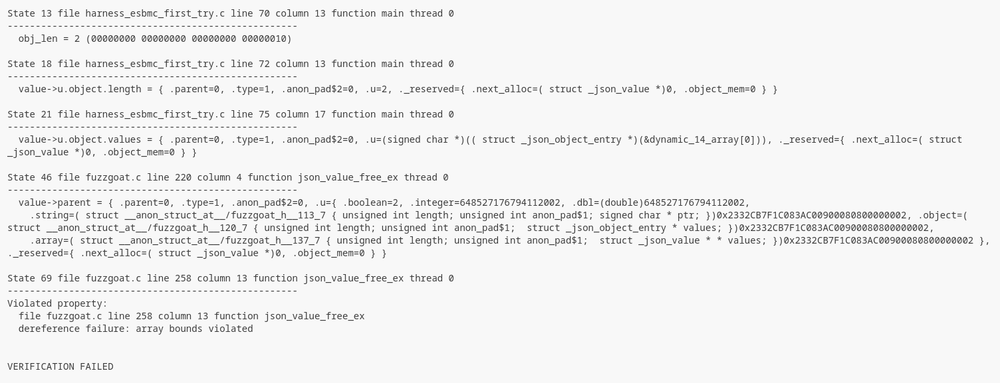 State 13 file harness_esbmc_first_try.c line 70 column 13 function main thread 0
----------------------------------------------------
  obj_len = 2 (00000000 00000000 00000000 00000010)

State 18 file harness_esbmc_first_try.c line 72 column 13 function main thread 0
----------------------------------------------------
  value->u.object.length = { .parent=0, .type=1, .anon_pad$2=0, .u=2, ._reserved={ .next_alloc=( struct _json_value *)0, .object_mem=0 } }

State 21 file harness_esbmc_first_try.c line 75 column 17 function main thread 0
----------------------------------------------------
  value->u.object.values = { .parent=0, .type=1, .anon_pad$2=0, .u=(signed char *)(( struct _json_object_entry *)(&dynamic_14_array[0])), ._reserved={ .next_alloc=( struct
_json_value *)0, .object_mem=0 } }

State 46 file fuzzgoat.c line 220 column 4 function json_value_free_ex thread 0
----------------------------------------------------
  value->parent = { .parent=0, .type=1, .anon_pad$2=0, .u={ .boolean=2, .integer=648527176794112002, .dbl=(double)648527176794112002,
    .string=( struct __anon_struct_at__/fuzzgoat_h__113_7 { unsigned int length; unsigned int anon_pad$1; signed char * ptr; })0x2332CB7F1C083AC00900080800000002, .object=(
struct __anon_struct_at__/fuzzgoat_h__120_7 { unsigned int length; unsigned int anon_pad$1;  struct _json_object_entry * values; })0x2332CB7F1C083AC00900080800000002,
    .array=( struct __anon_struct_at__/fuzzgoat_h__137_7 { unsigned int length; unsigned int anon_pad$1;  struct _json_value * * values; })0x2332CB7F1C083AC00900080800000002 },
._reserved={ .next_alloc=( struct _json_value *)0, .object_mem=0 } }

State 69 file fuzzgoat.c line 258 column 13 function json_value_free_ex thread 0
----------------------------------------------------
Violated property:
  file fuzzgoat.c line 258 column 13 function json_value_free_ex
  dereference failure: array bounds violated


VERIFICATION FAILED